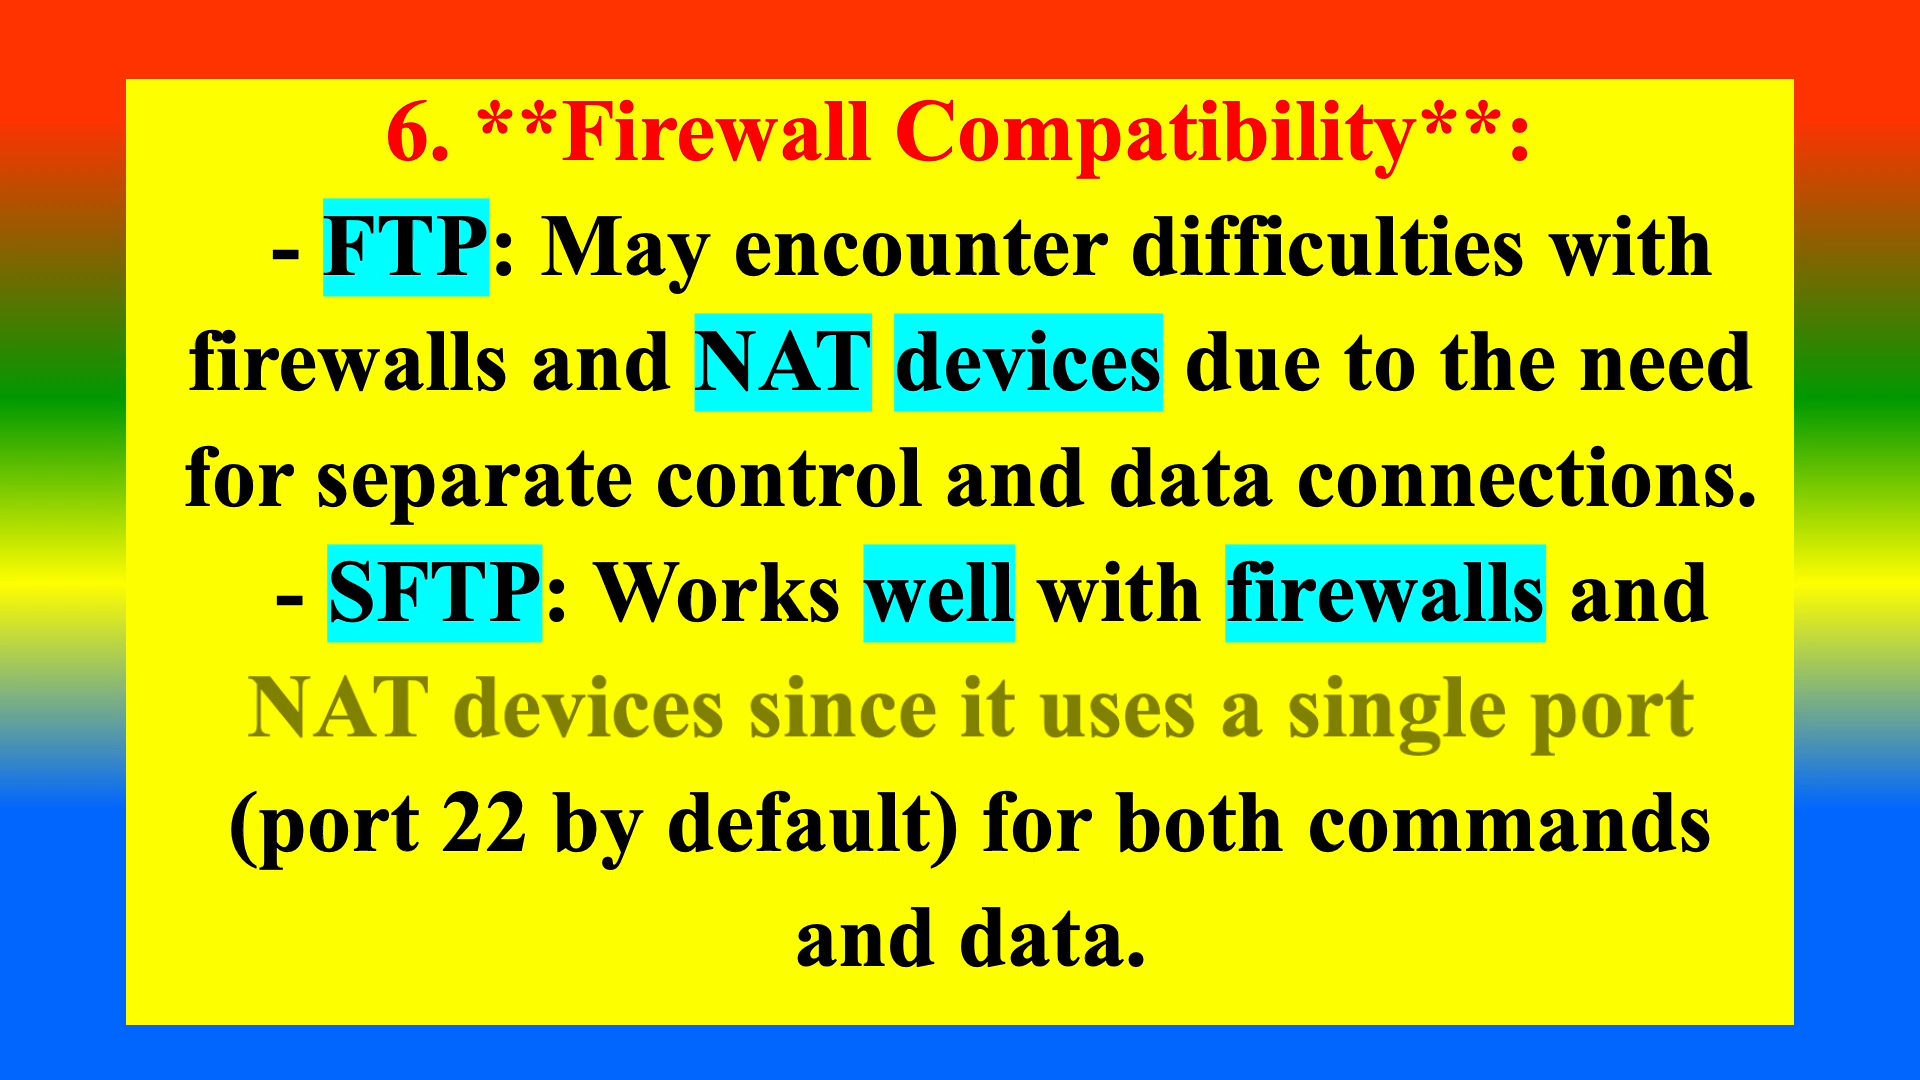 6. **Firewall Compatibility**:
- FTP: May encounter difficulties with
firewalls and NAT devices due to the need
for separate control and data connections.
- SFTP: Works well with firewalls and
NAT devices since it uses a single port
(port 22 by default) for both commands
and data.